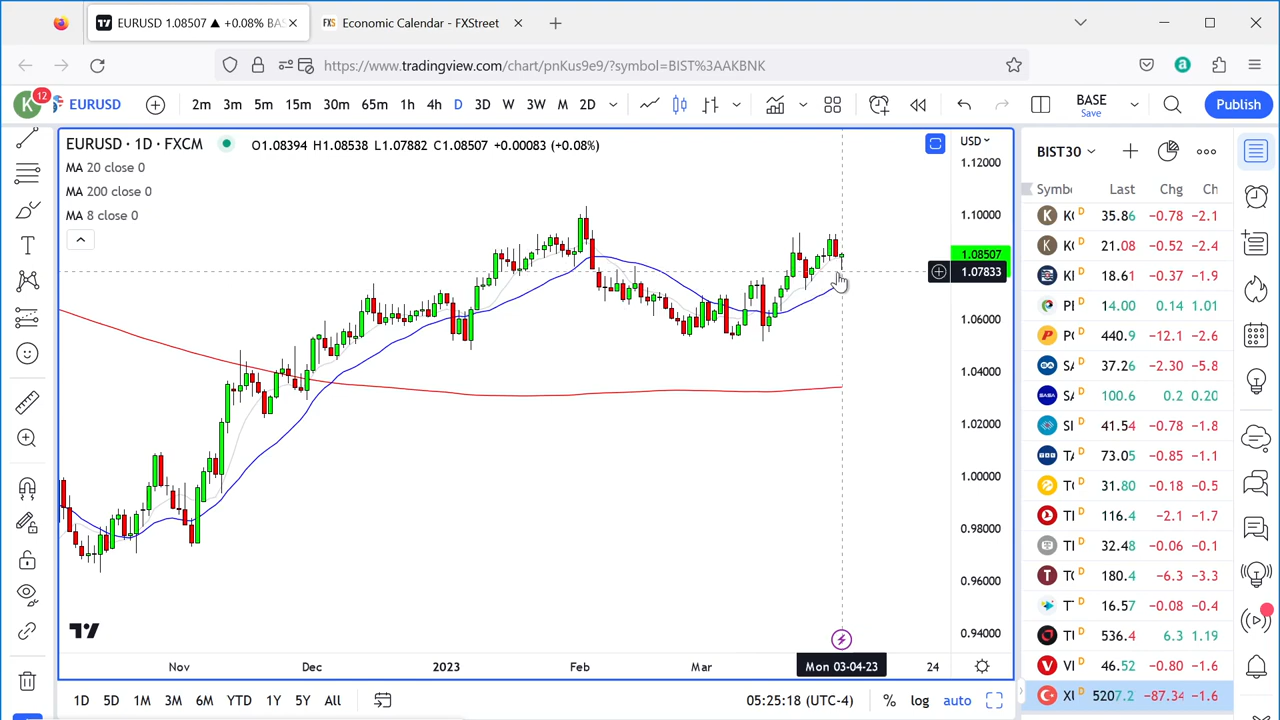 EURUSD 1.08507 ▲ +0.08% BAS
Economic Calendar - FXStreet
https://www.tradingview.com/chart/pnKus9e9/?symbol=BIST%3AAKBNK
K 12 EURUSD 2m 3m 5m 15m 30m 65m 1h 4h D 3D W 3W M 2D BASE Save Publish
EURUSD · 1D · FXCM O1.08394 H1.08538 L1.07882 C1.08507 +0.00083 (+0.08%)
MA 20 close 0
MA 200 close 0
MA 8 close 0
USD
1.12000
1.10000
1.08507
1.07833
1.06000
1.04000
1.02000
1.00000
0.98000
0.96000
0.94000
Nov Dec 2023 Feb Mar Mon 03-04-23 24
1D 5D 1M 3M 6M YTD 1Y 5Y All 05:25:18 (UTC-4) % log auto
BIST30
Symb Last Chg Ch
35.86 -0.78 -2.1
21.08 -0.52 -2.4
18.61 -0.37 -1.9
14.00 0.14 1.01
440.9 -12.1 -2.6
37.26 -2.30 -5.8
100.6 0.2 0.20
41.54 -0.78 -1.8
73.05 -0.85 -1.1
31.80 -0.18 -0.5
116.4 -2.1 -1.7
32.48 -0.06 -0.1
180.4 -6.3 -3.3
16.57 -0.08 -0.4
536.4 6.3 1.19
46.52 -0.80 -1.6
5207.2 -87.34 -1.6